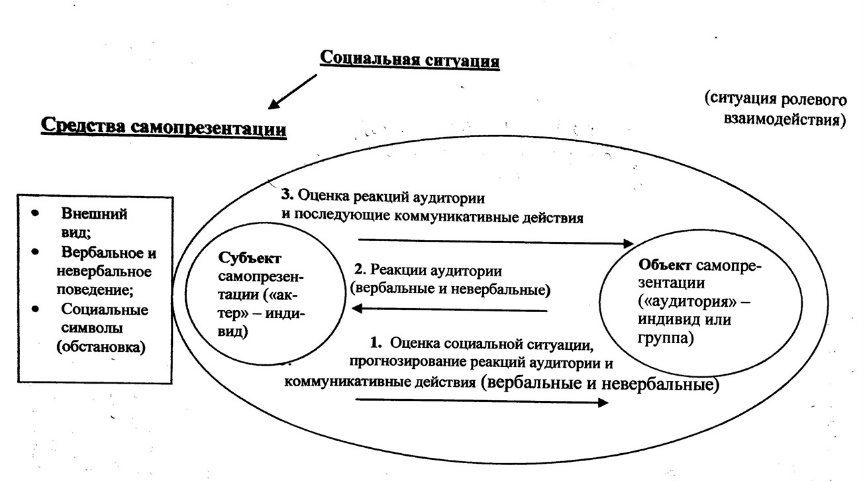 Социальная ситуация
(ситуация ролевого
взаимодействия)
Средства самопрезентации
• Внешний
вид;
• Вербальное и
невербальное
поведение;
• Социальные
символы
(обстановка)
3. Оценка реакций аудитории
и последующие коммуникативные действия
Субъект
самопрезен-
тации («ак-
тер» – инди-
вид)
2. Реакции аудитории
(вербальные и невербальные)
Объект самопре-
зентации
(«аудитория» –
индивид или
группа)
1. Оценка социальной ситуации,
прогнозирование реакций аудитории и
коммуникативные действия (вербальные и невербальные)